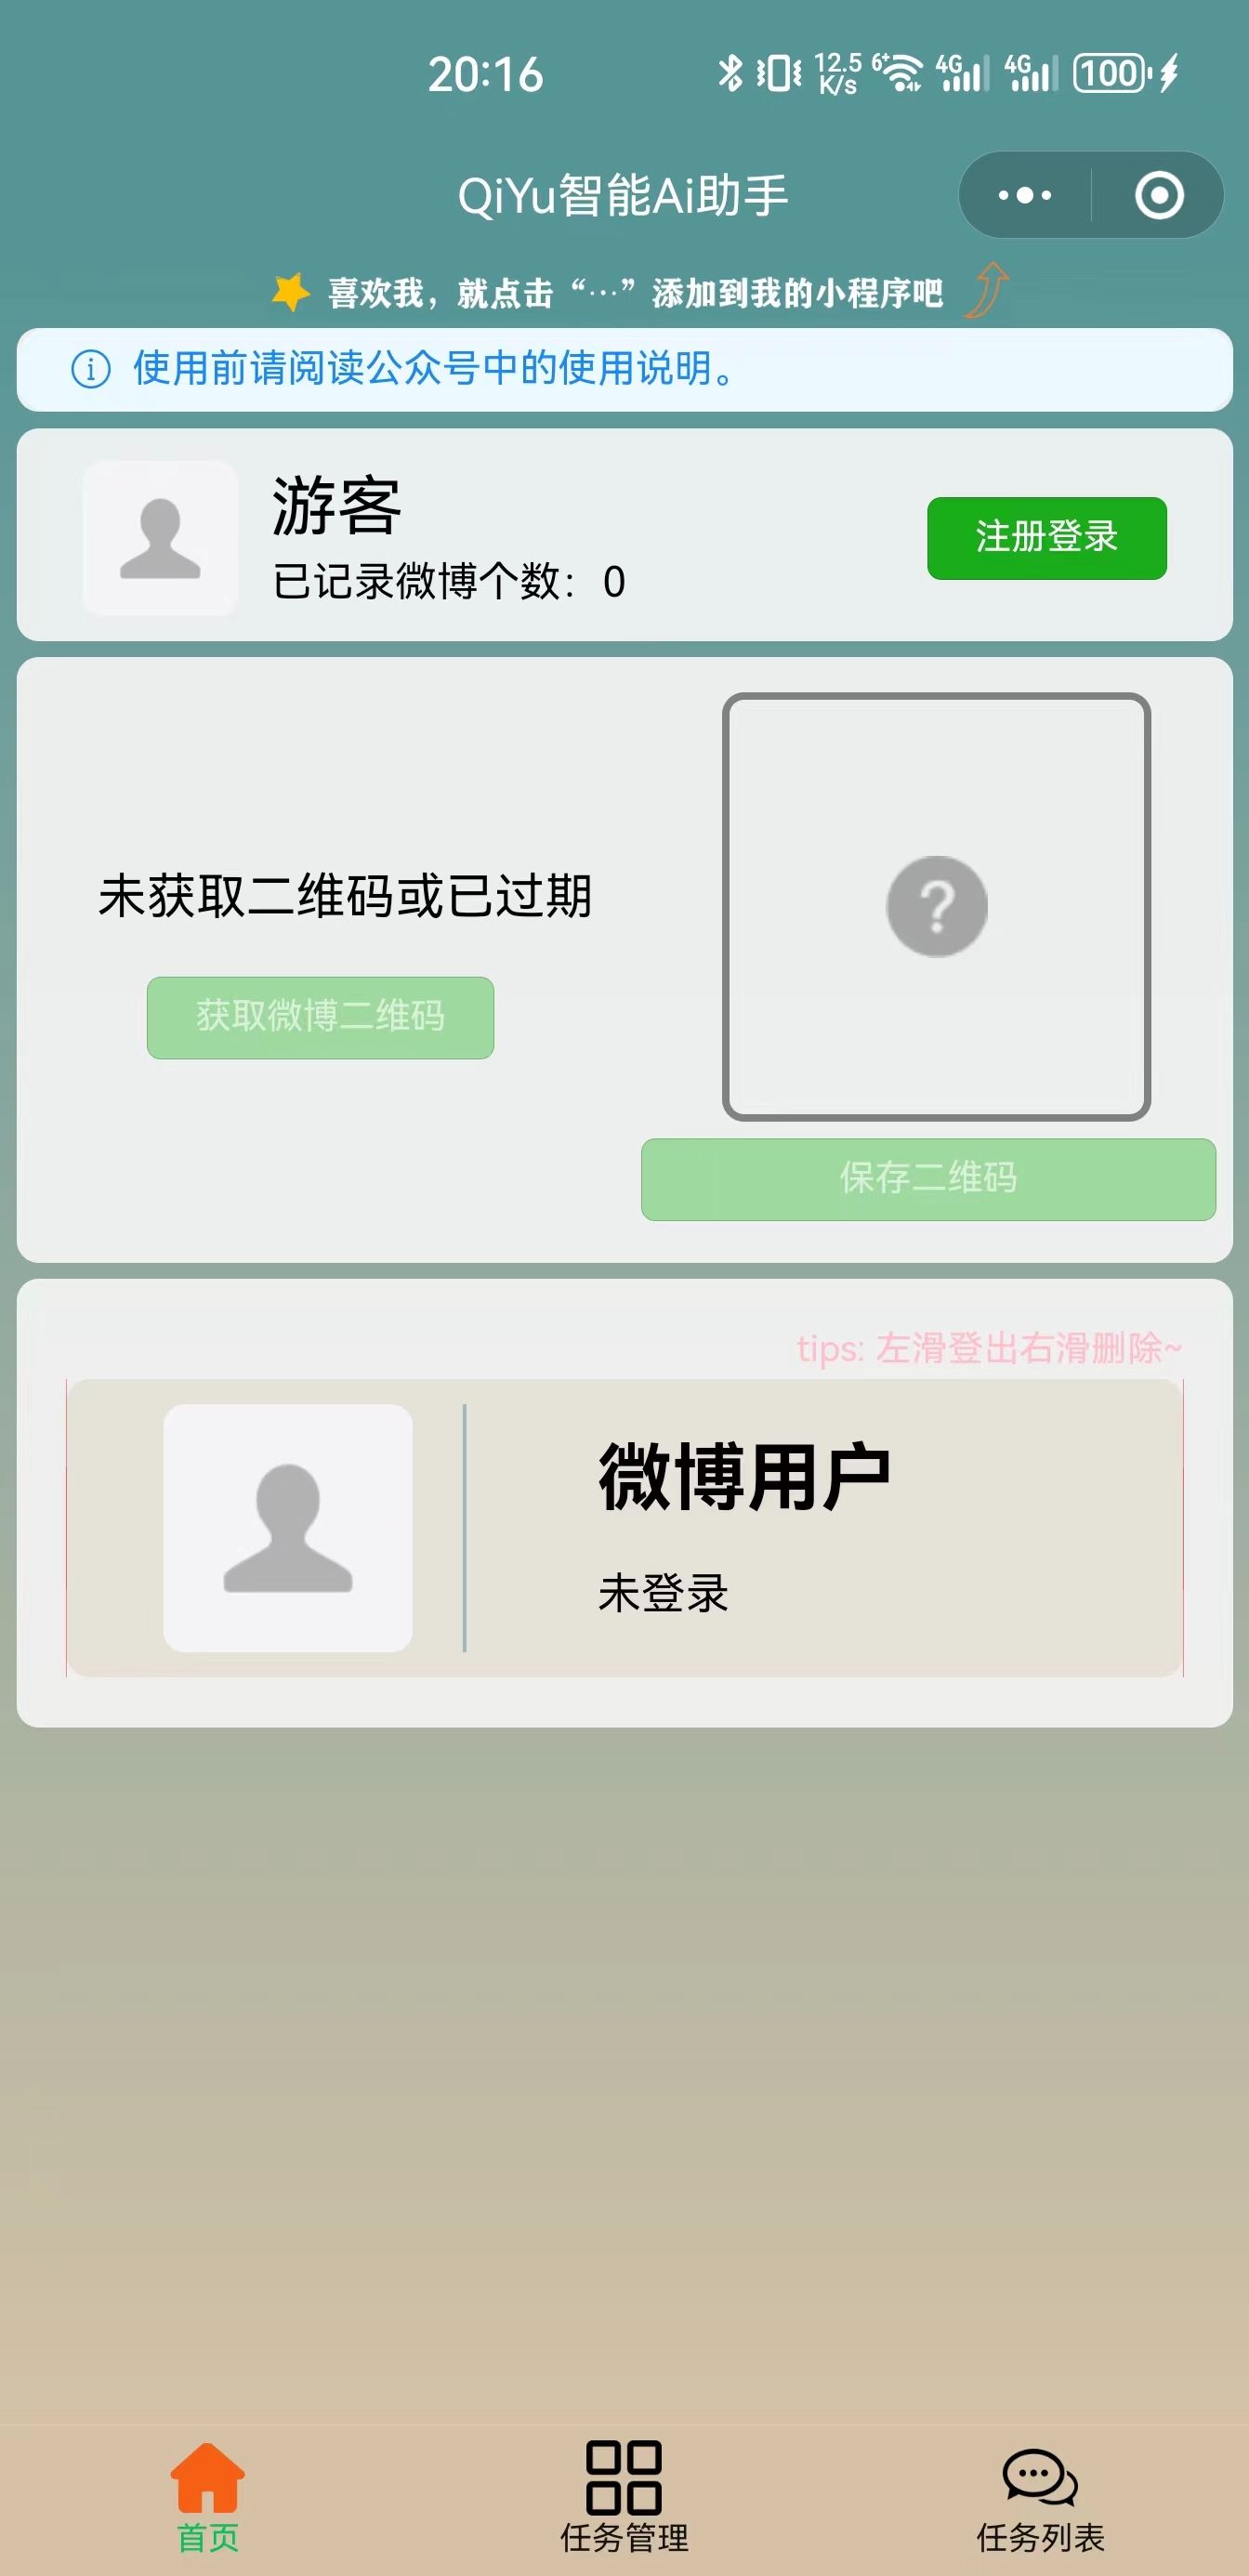 20:16
12.5 K/s 6+ 4G 4G 100
QiYu智能Ai助手
喜欢我，就点击“…”添加到我的小程序吧
使用前请阅读公众号中的使用说明。
游客
注册登录
已记录微博个数：0
未获取二维码或已过期
?
获取微博二维码
保存二维码
tips: 左滑登出右滑删除~
微博用户
未登录
首页
任务管理
任务列表